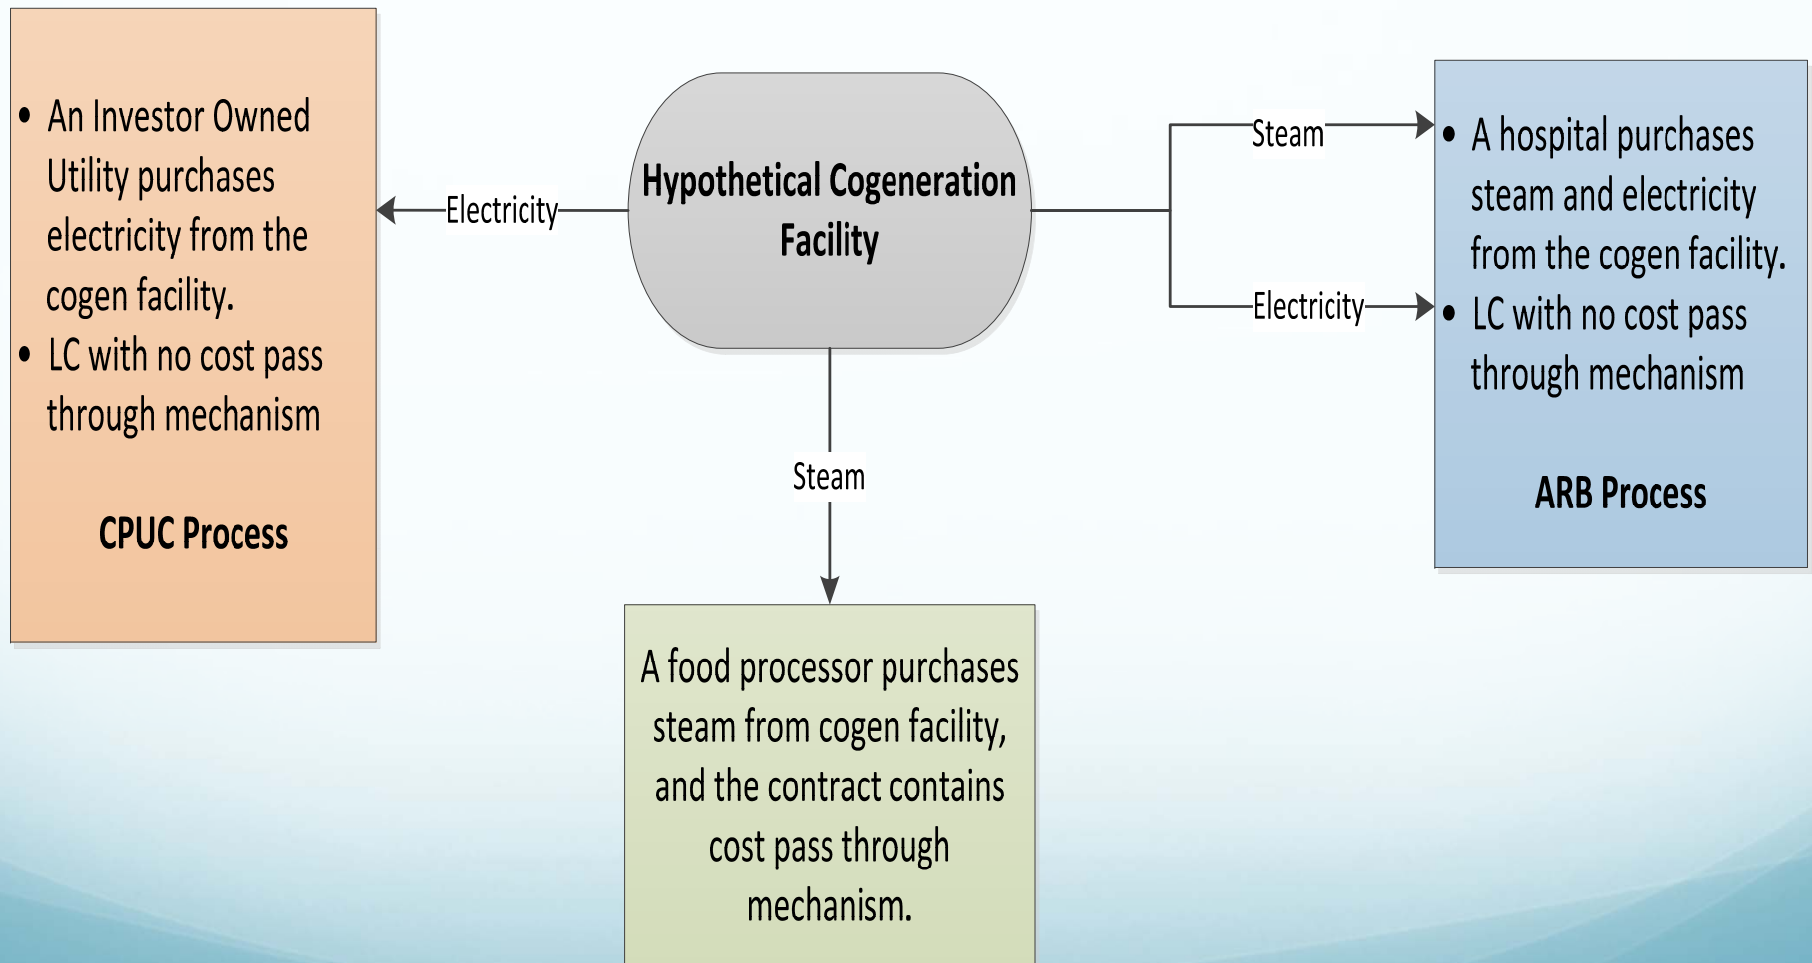 • An Investor Owned
Utility purchases
electricity from the
cogen facility.
• LC with no cost pass
through mechanism
CPUC Process
Electricity
Hypothetical Cogeneration
Facility
Steam
Electricity
• A hospital purchases
steam and electricity
from the cogen facility.
• LC with no cost pass
through mechanism
ARB Process
Steam
A food processor purchases
steam from cogen facility,
and the contract contains
cost pass through
mechanism.